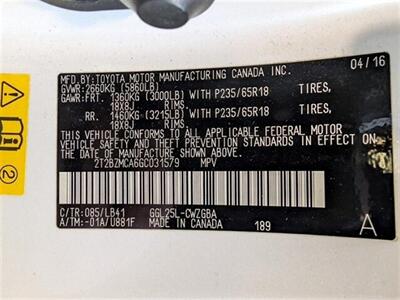 MFD.BY:TOYOTA MOTOR MANUFACTURING CANADA INC. 04/16
GVWR:2660KG (5860LB)
GAWR:FRT. 1360KG (3000LB) WITH P235/65R18 TIRES,
18X8J RIMS
RR. 1460KG (3215LB) WITH P235/65R18 TIRES,
18X8J RIMS
THIS VEHICLE CONFORMS TO ALL APPLICABLE FEDERAL MOTOR
VEHICLE SAFETY AND THEFT PREVENTION STANDARDS IN EFFECT
ON THE DATE OF MANUFACTURE SHOWN ABOVE.
2T2BZMCA6GC031579 MPV
C/TR:085/LB41 GGL25L-CWZGBA
A/TM:-01A/U881F MADE IN CANADA 189 A
2